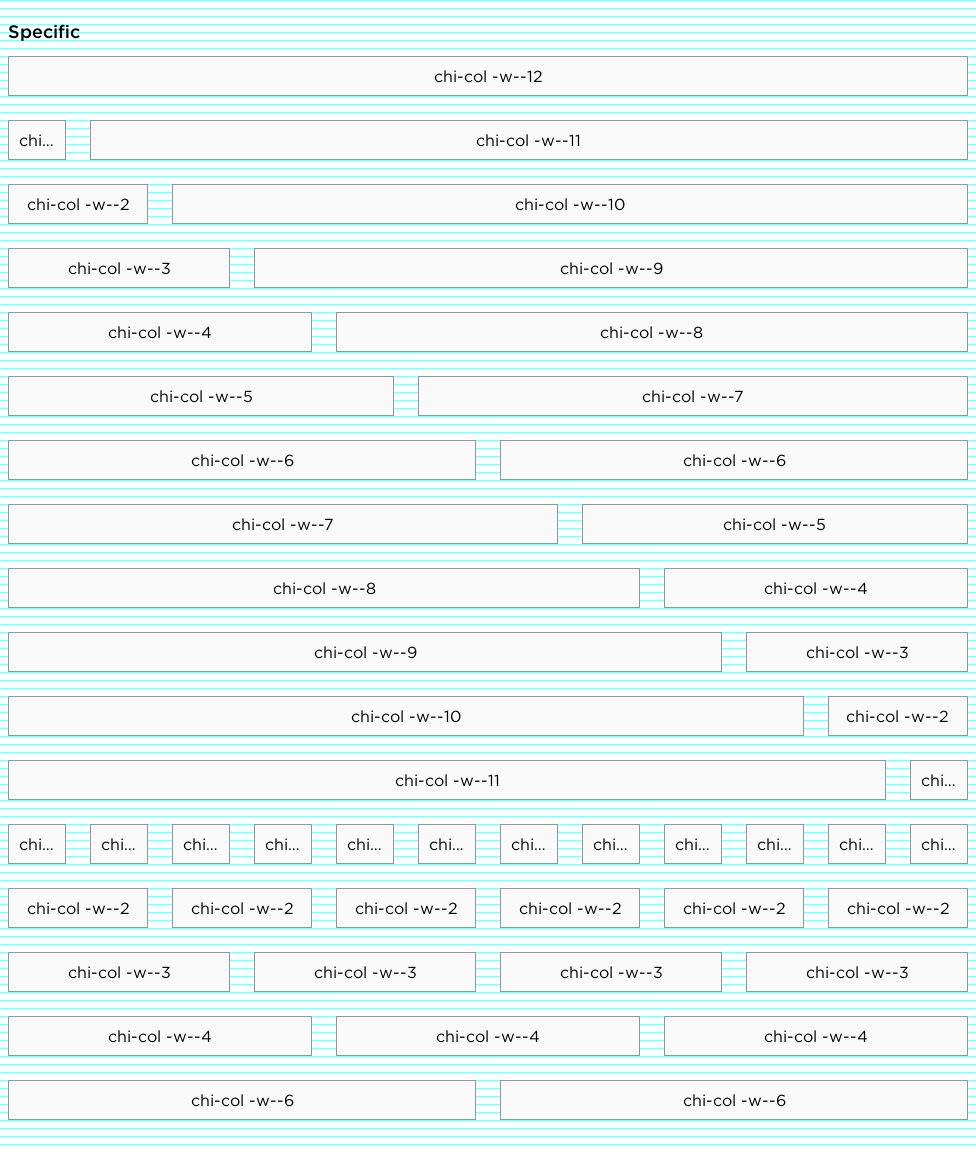 Specific
chi-col -w--12
chi... chi-col -w--11
chi-col -w--2 chi-col -w--10
chi-col -w--3 chi-col -w--9
chi-col -w--4 chi-col -w--8
chi-col -w--5 chi-col -w--7
chi-col -w--6 chi-col -w--6
chi-col -w--7 chi-col -w--5
chi-col -w--8 chi-col -w--4
chi-col -w--9 chi-col -w--3
chi-col -w--10 chi-col -w--2
chi-col -w--11 chi...
chi... chi... chi... chi... chi... chi... chi... chi... chi... chi... chi... chi...
chi-col -w--2 chi-col -w--2 chi-col -w--2 chi-col -w--2 chi-col -w--2 chi-col -w--2
chi-col -w--3 chi-col -w--3 chi-col -w--3 chi-col -w--3
chi-col -w--4 chi-col -w--4 chi-col -w--4
chi-col -w--6 chi-col -w--6